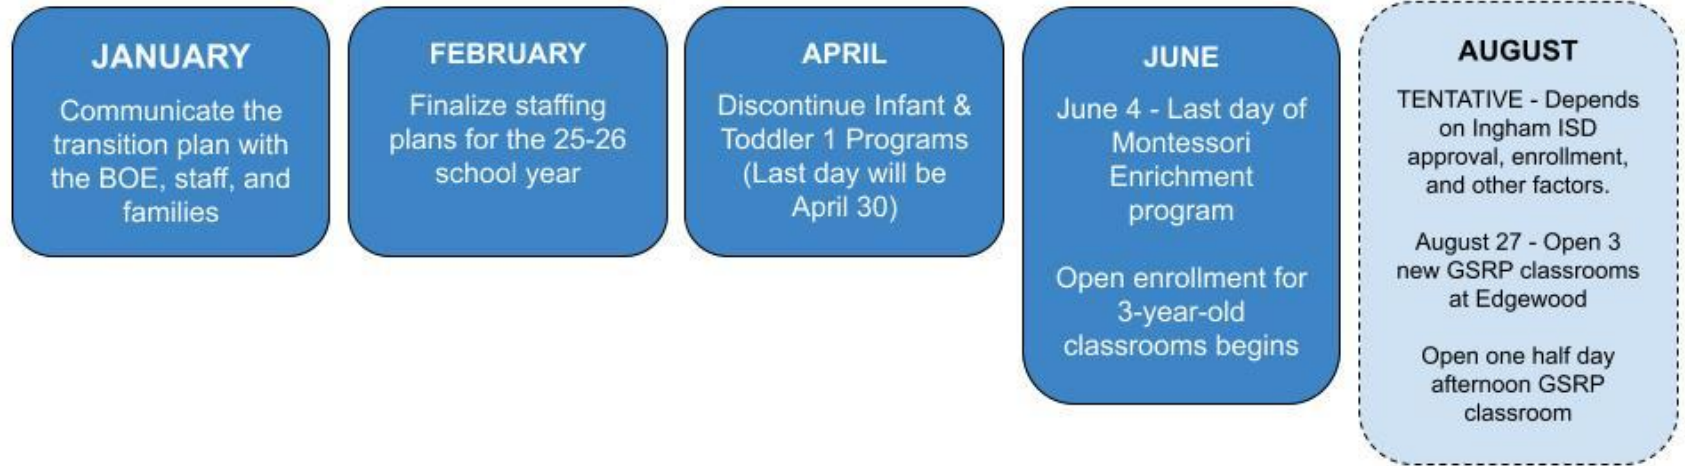 JANUARY
Communicate the
transition plan with
the BOE, staff, and
families
FEBRUARY
Finalize staffing
plans for the 25-26
school year
APRIL
Discontinue Infant &
Toddler 1 Programs
(Last day will be
April 30)
JUNE
June 4 - Last day of
Montessori
Enrichment
program
Open enrollment for
3-year-old
classrooms begins
AUGUST
TENTATIVE - Depends
on Ingham ISD
approval, enrollment,
and other factors.
August 27 - Open 3
new GSRP classrooms
at Edgewood
Open one half day
afternoon GSRP
classroom